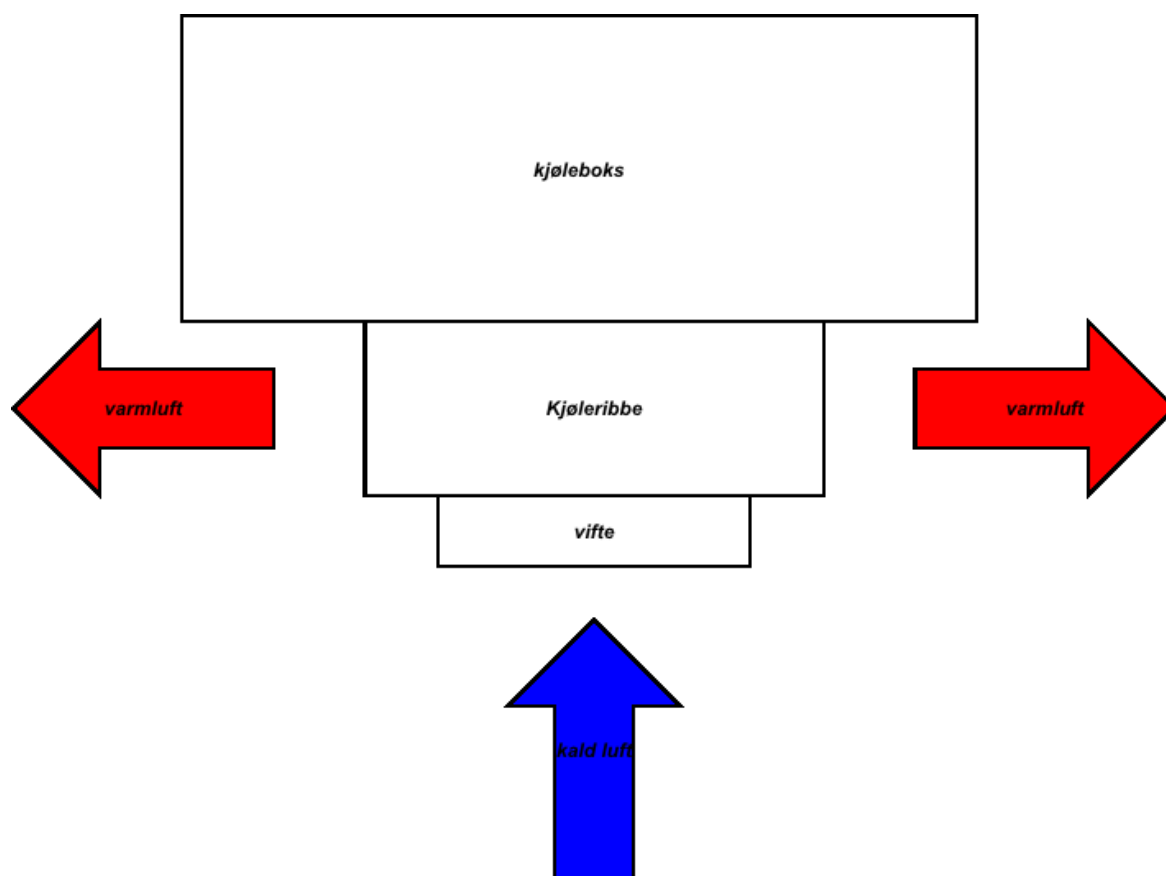 kjøleboks
varmluft
Kjøleribbe
varmluft
vifte
kald luft